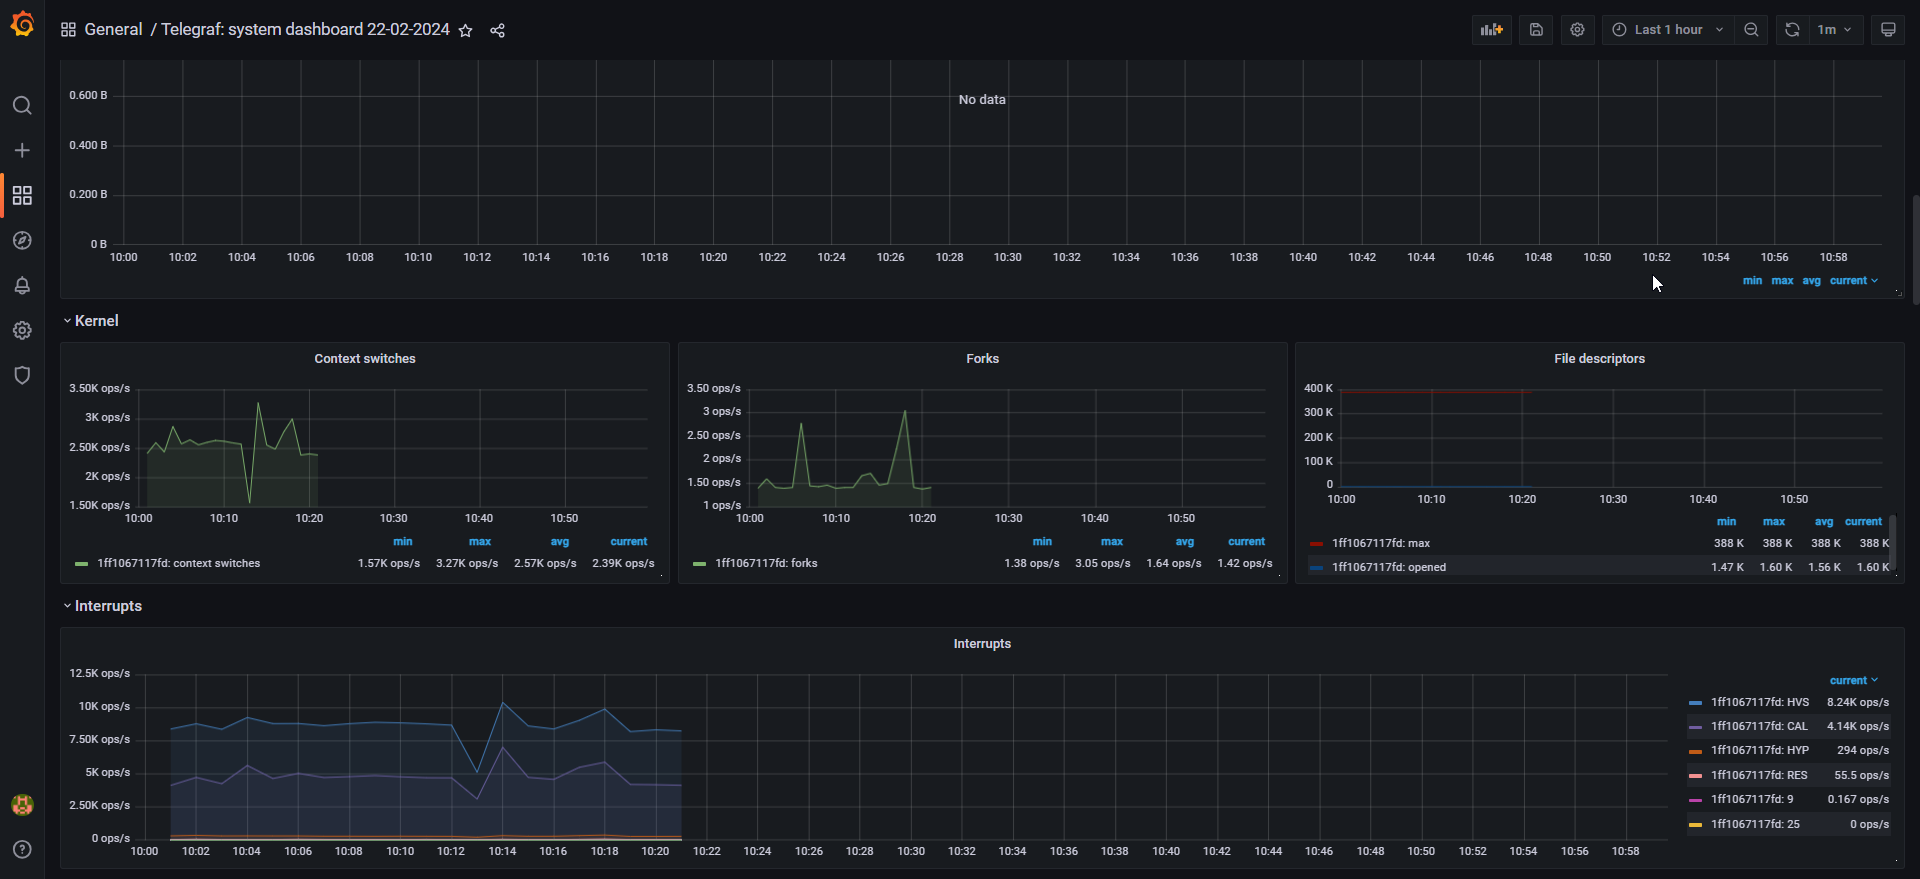 General / Telegraf: system dashboard 22-02-2024
Last 1 hour
1m
0.600 B
No data
0.400 B
0.200 B
0 B
10:00 10:02 10:04 10:06 10:08 10:10 10:12 10:14 10:16 10:18 10:20 10:22 10:24 10:26 10:28 10:30 10:32 10:34 10:36 10:38 10:40 10:42 10:44 10:46 10:48 10:50 10:52 10:54 10:56 10:58
min max avg current
Kernel
Context switches
3.50K ops/s
3K ops/s
2.50K ops/s
2K ops/s
1.50K ops/s
10:00 10:10 10:20 10:30 10:40 10:50
min max avg current
1ff1067117fd: context switches 1.57K ops/s 3.27K ops/s 2.57K ops/s 2.39K ops/s
Forks
3.50 ops/s
3 ops/s
2.50 ops/s
2 ops/s
1.50 ops/s
1 ops/s
10:00 10:10 10:20 10:30 10:40 10:50
min max avg current
1ff1067117fd: forks 1.38 ops/s 3.05 ops/s 1.64 ops/s 1.42 ops/s
File descriptors
400 K
300 K
200 K
100 K
0
10:00 10:10 10:20 10:30 10:40 10:50
min max avg current
1ff1067117fd: max 388 K 388 K 388 K 388 K
1ff1067117fd: opened 1.47 K 1.60 K 1.56 K 1.60 K
Interrupts
Interrupts
12.5K ops/s
10K ops/s
7.50K ops/s
5K ops/s
2.50K ops/s
0 ops/s
10:00 10:02 10:04 10:06 10:08 10:10 10:12 10:14 10:16 10:18 10:20 10:22 10:24 10:26 10:28 10:30 10:32 10:34 10:36 10:38 10:40 10:42 10:44 10:46 10:48 10:50 10:52 10:54 10:56 10:58
current
1ff1067117fd: HVS 8.24K ops/s
1ff1067117fd: CAL 4.14K ops/s
1ff1067117fd: HYP 294 ops/s
1ff1067117fd: RES 55.5 ops/s
1ff1067117fd: 9 0.167 ops/s
1ff1067117fd: 25 0 ops/s